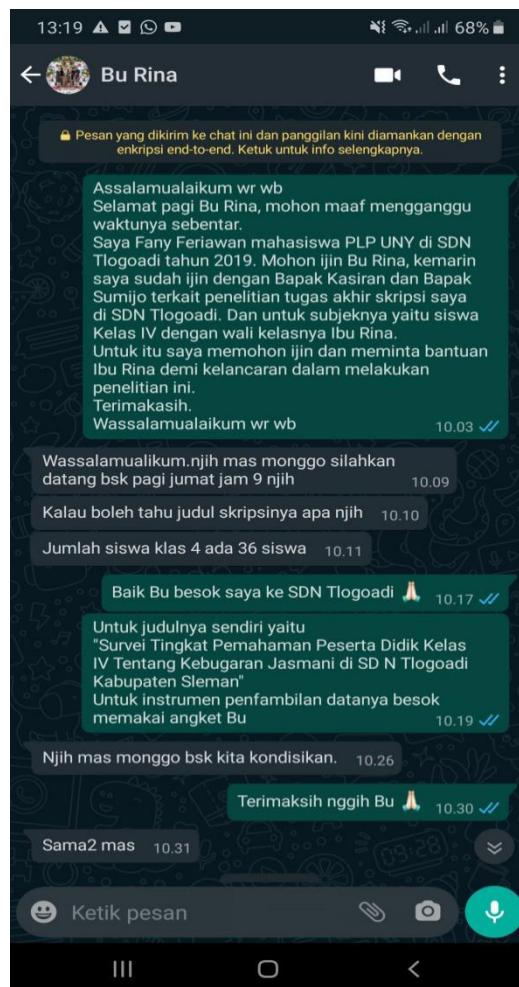 13:19
68%
Bu Rina
Pesan yang dikirim ke chat ini dan panggilan kini diamankan dengan
enkripsi end-to-end. Ketuk untuk info selengkapnya.
Assalamualaikum wr wb
Selamat pagi Bu Rina, mohon maaf mengganggu
waktunya sebentar.
Saya Fany Feriawan mahasiswa PLP UNY di SDN
Tlogoadi tahun 2019. Mohon ijin Bu Rina, kemarin
saya sudah ijin dengan Bapak Kasiran dan Bapak
Sumijo terkait penelitian tugas akhir skripsi saya
di SDN Tlogoadi. Dan untuk subjeknya yaitu siswa
Kelas IV dengan wali kelasnya Ibu Rina.
Untuk itu saya memohon ijin dan meminta bantuan
Ibu Rina demi kelancaran dalam melakukan
penelitian ini.
Terimakasih.
Wassalamualaikum wr wb
10.03
Wassalamualikum.njih mas monggo silahkan
datang bsk pagi jumat jam 9 njih
10.09
Kalau boleh tahu judul skripsinya apa njih
10.10
Jumlah siswa klas 4 ada 36 siswa
10.11
Baik Bu besok saya ke SDN Tlogoadi 🙏🏻
10.17
Untuk judulnya sendiri yaitu
"Survei Tingkat Pemahaman Peserta Didik Kelas
IV Tentang Kebugaran Jasmani di SD N Tlogoadi
Kabupaten Sleman"
Untuk instrumen penfambilan datanya besok
memakai angket Bu
10.19
Njih mas monggo bsk kita kondisikan.
10.26
Terimaksih nggih Bu 🙏🏻
10.30
Sama2 mas
10.31
Ketik pesan